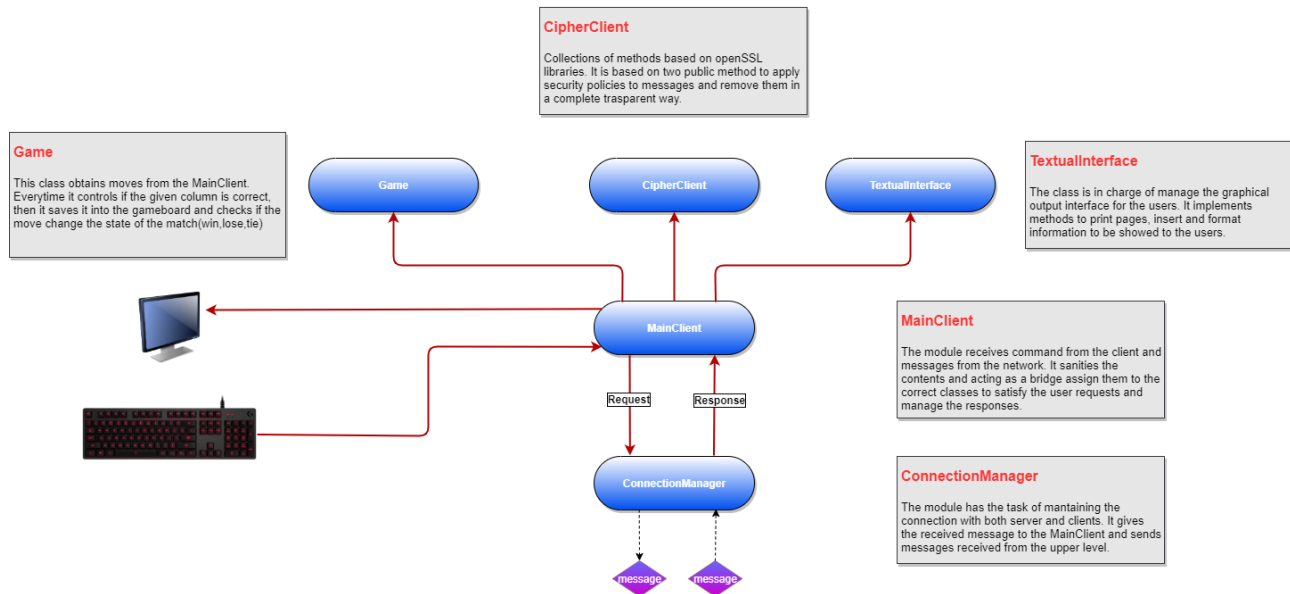 CipherClient
Collections of methods based on openSSL
libraries. It is based on two public method to apply
security policies to messages and remove them in
a complete trasparent way.
Game
This class obtains moves from the MainClient.
Everytime it controls if the given column is correct,
then it saves it into the gameboard and checks if the
move change the state of the match(win,lose,tie)
Game
CipherClient
TextualInterface
TextualInterface
The class is in charge of manage the graphical
output interface for the users. It implements
methods to print pages, insert and format
information to be showed to the users.
MainClient
MainClient
The module receives command from the client and
messages from the network. It sanities the
contents and acting as a bridge assign them to the
correct classes to satisfy the user requests and
manage the responses.
Request
Response
ConnectionManager
ConnectionManager
The module has the task of mantaining the
connection with both server and clients. It gives
the received message to the MainClient and sends
messages received from the upper level.
message
message